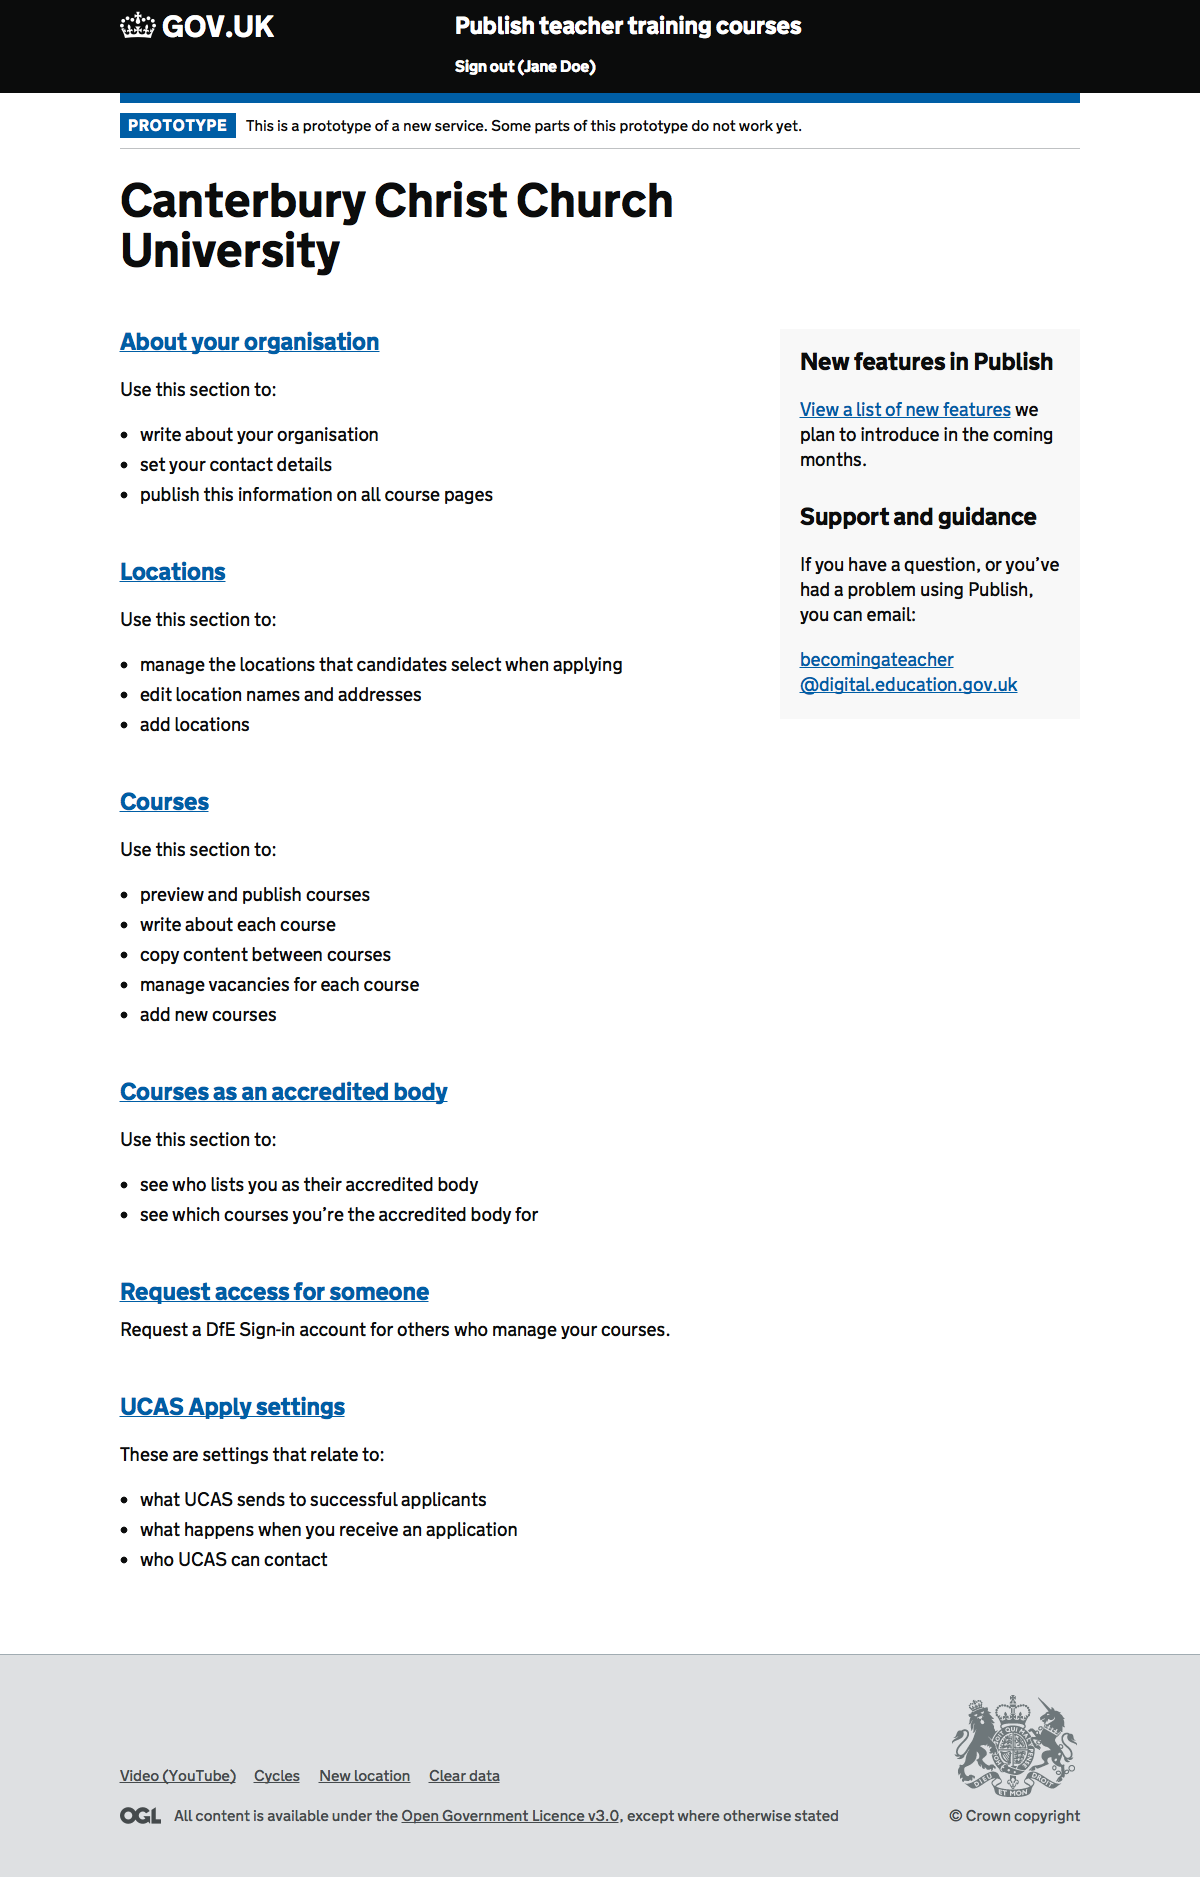 GOV.UK
Publish teacher training courses
Sign out (Jane Doe)
PROTOTYPE This is a prototype of a new service. Some parts of this prototype do not work yet.
Canterbury Christ Church
University
About your organisation
Use this section to:
• write about your organisation
• set your contact details
• publish this information on all course pages
Locations
Use this section to:
• manage the locations that candidates select when applying
• edit location names and addresses
• add locations
Courses
Use this section to:
• preview and publish courses
• write about each course
• copy content between courses
• manage vacancies for each course
• add new courses
Courses as an accredited body
Use this section to:
• see who lists you as their accredited body
• see which courses you’re the accredited body for
Request access for someone
Request a DfE Sign-in account for others who manage your courses.
UCAS Apply settings
These are settings that relate to:
• what UCAS sends to successful applicants
• what happens when you receive an application
• who UCAS can contact
New features in Publish
View a list of new features we
plan to introduce in the coming
months.
Support and guidance
If you have a question, or you’ve
had a problem using Publish,
you can email:
becomingateacher
@digital.education.gov.uk
Video (YouTube) Cycles New location Clear data
OGL All content is available under the Open Government Licence v3.0, except where otherwise stated
DIEU ET MON DROIT
© Crown copyright